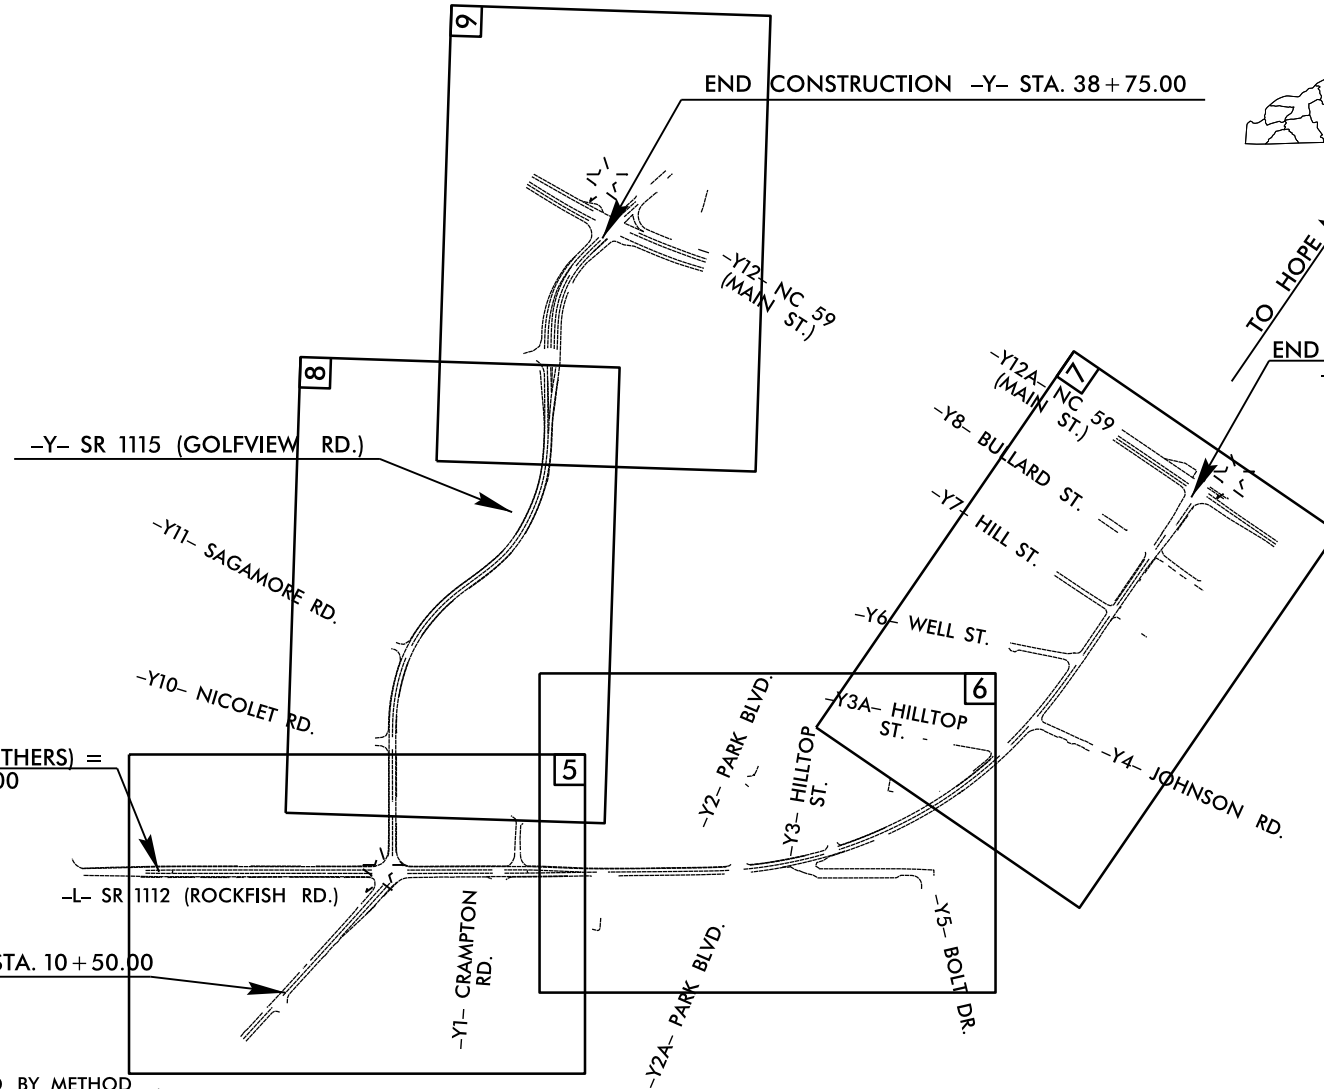 9
END CONSTRUCTION -Y- STA. 38+75.00
-Y12- NC 59
(MAIN ST.)
TO HOPE
END
8
-Y12A- NC 59
(MAIN ST.)
7
-Y8- BULLARD ST.
-Y- SR 1115 (GOLFVIEW RD.)
-Y7- HILL ST.
-Y11- SAGAMORE RD.
-Y6- WELL ST.
-Y10- NICOLET RD.
-Y2- PARK BLVD.
6
-Y3A- HILLTOP
ST.
-Y3- HILLTOP
ST.
-Y4- JOHNSON RD.
THERS) =
00
5
-L- SR 1112 (ROCKFISH RD.)
-Y1- CRAMPTON
RD.
-Y5- BOLT DR.
STA. 10+50.00
-Y2A- PARK BLVD.
BY METHOD